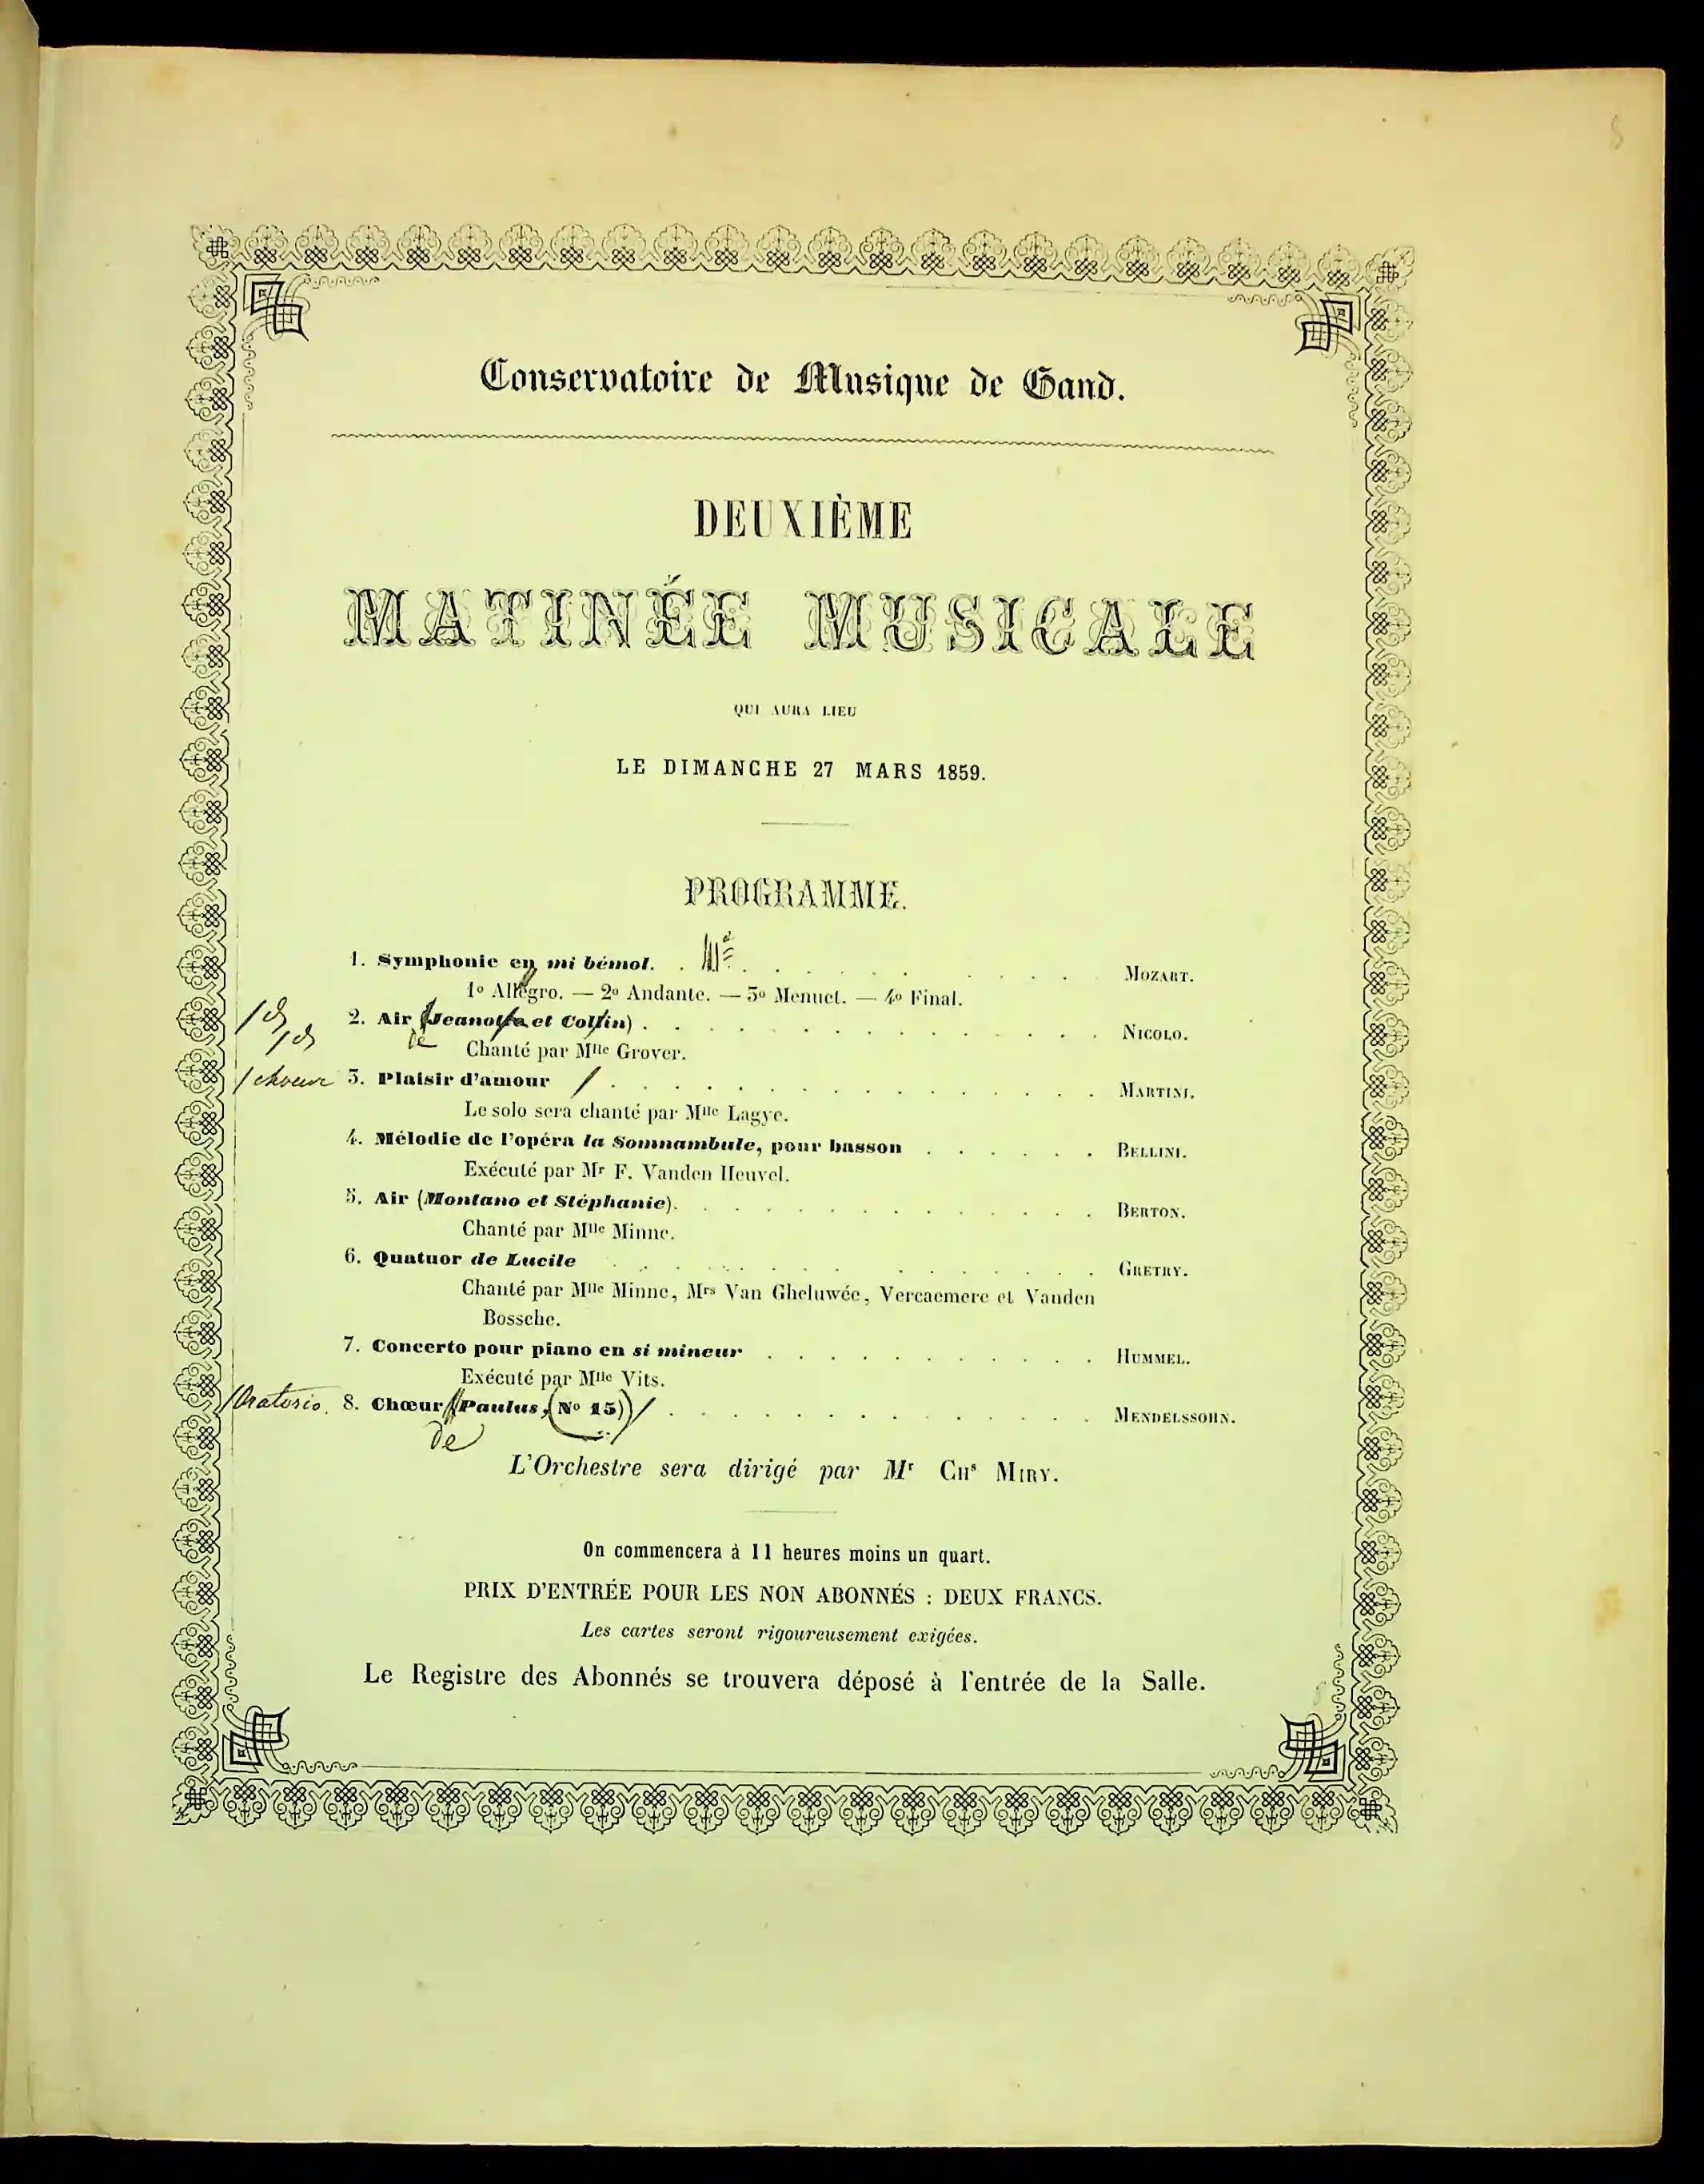 Conservatoire de Musique de Gand.
DEUXIÈME
MATINÉE MUSICALE
QUI AURA LIEU
LE DIMANCHE 27 MARS 1859.
PROGRAMME.
1. Symphonie en mi bémol. . . . . . . . . MOZART.
1o Allegro. — 2o Andante. — 3o Menuet. — 4o Final.
2. Air (Jeanotte et Collin) . . . . . . . . . NICOLO.
de
Chanté par Mlle Grover.
/ choeur 3. Plaisir d'amour / . . . . . . . . . MARTINI.
Le solo sera chanté par Mlle Lagye.
4. Mélodie de l'opéra la Somnambule, pour basson . . . . . . BELLINI.
Exécuté par Mr F. Vanden Heuvel.
5. Air (Montano et Stéphanie). . . . . . . . . BERTON.
Chanté par Mlle Minne.
6. Quatuor de Lucile . . . . . . . . . GRETRY.
Chanté par Mlle Minne, Mrs Van Gheluwée, Vercaemere et Vanden
Bossche.
7. Concerto pour piano en si mineur . . . . . . . . . HUMMEL.
Exécuté par Mlle Vits.
/Oratorio. 8. Chœur (Paulus, (No 15)) / . . . . . . . . . MENDELSSOHN.
de
L'Orchestre sera dirigé par Mr CHs MIRY.
On commencera à 11 heures moins un quart.
PRIX D'ENTRÉE POUR LES NON ABONNÉS : DEUX FRANCS.
Les cartes seront rigoureusement exigées.
Le Registre des Abonnés se trouvera déposé à l'entrée de la Salle.